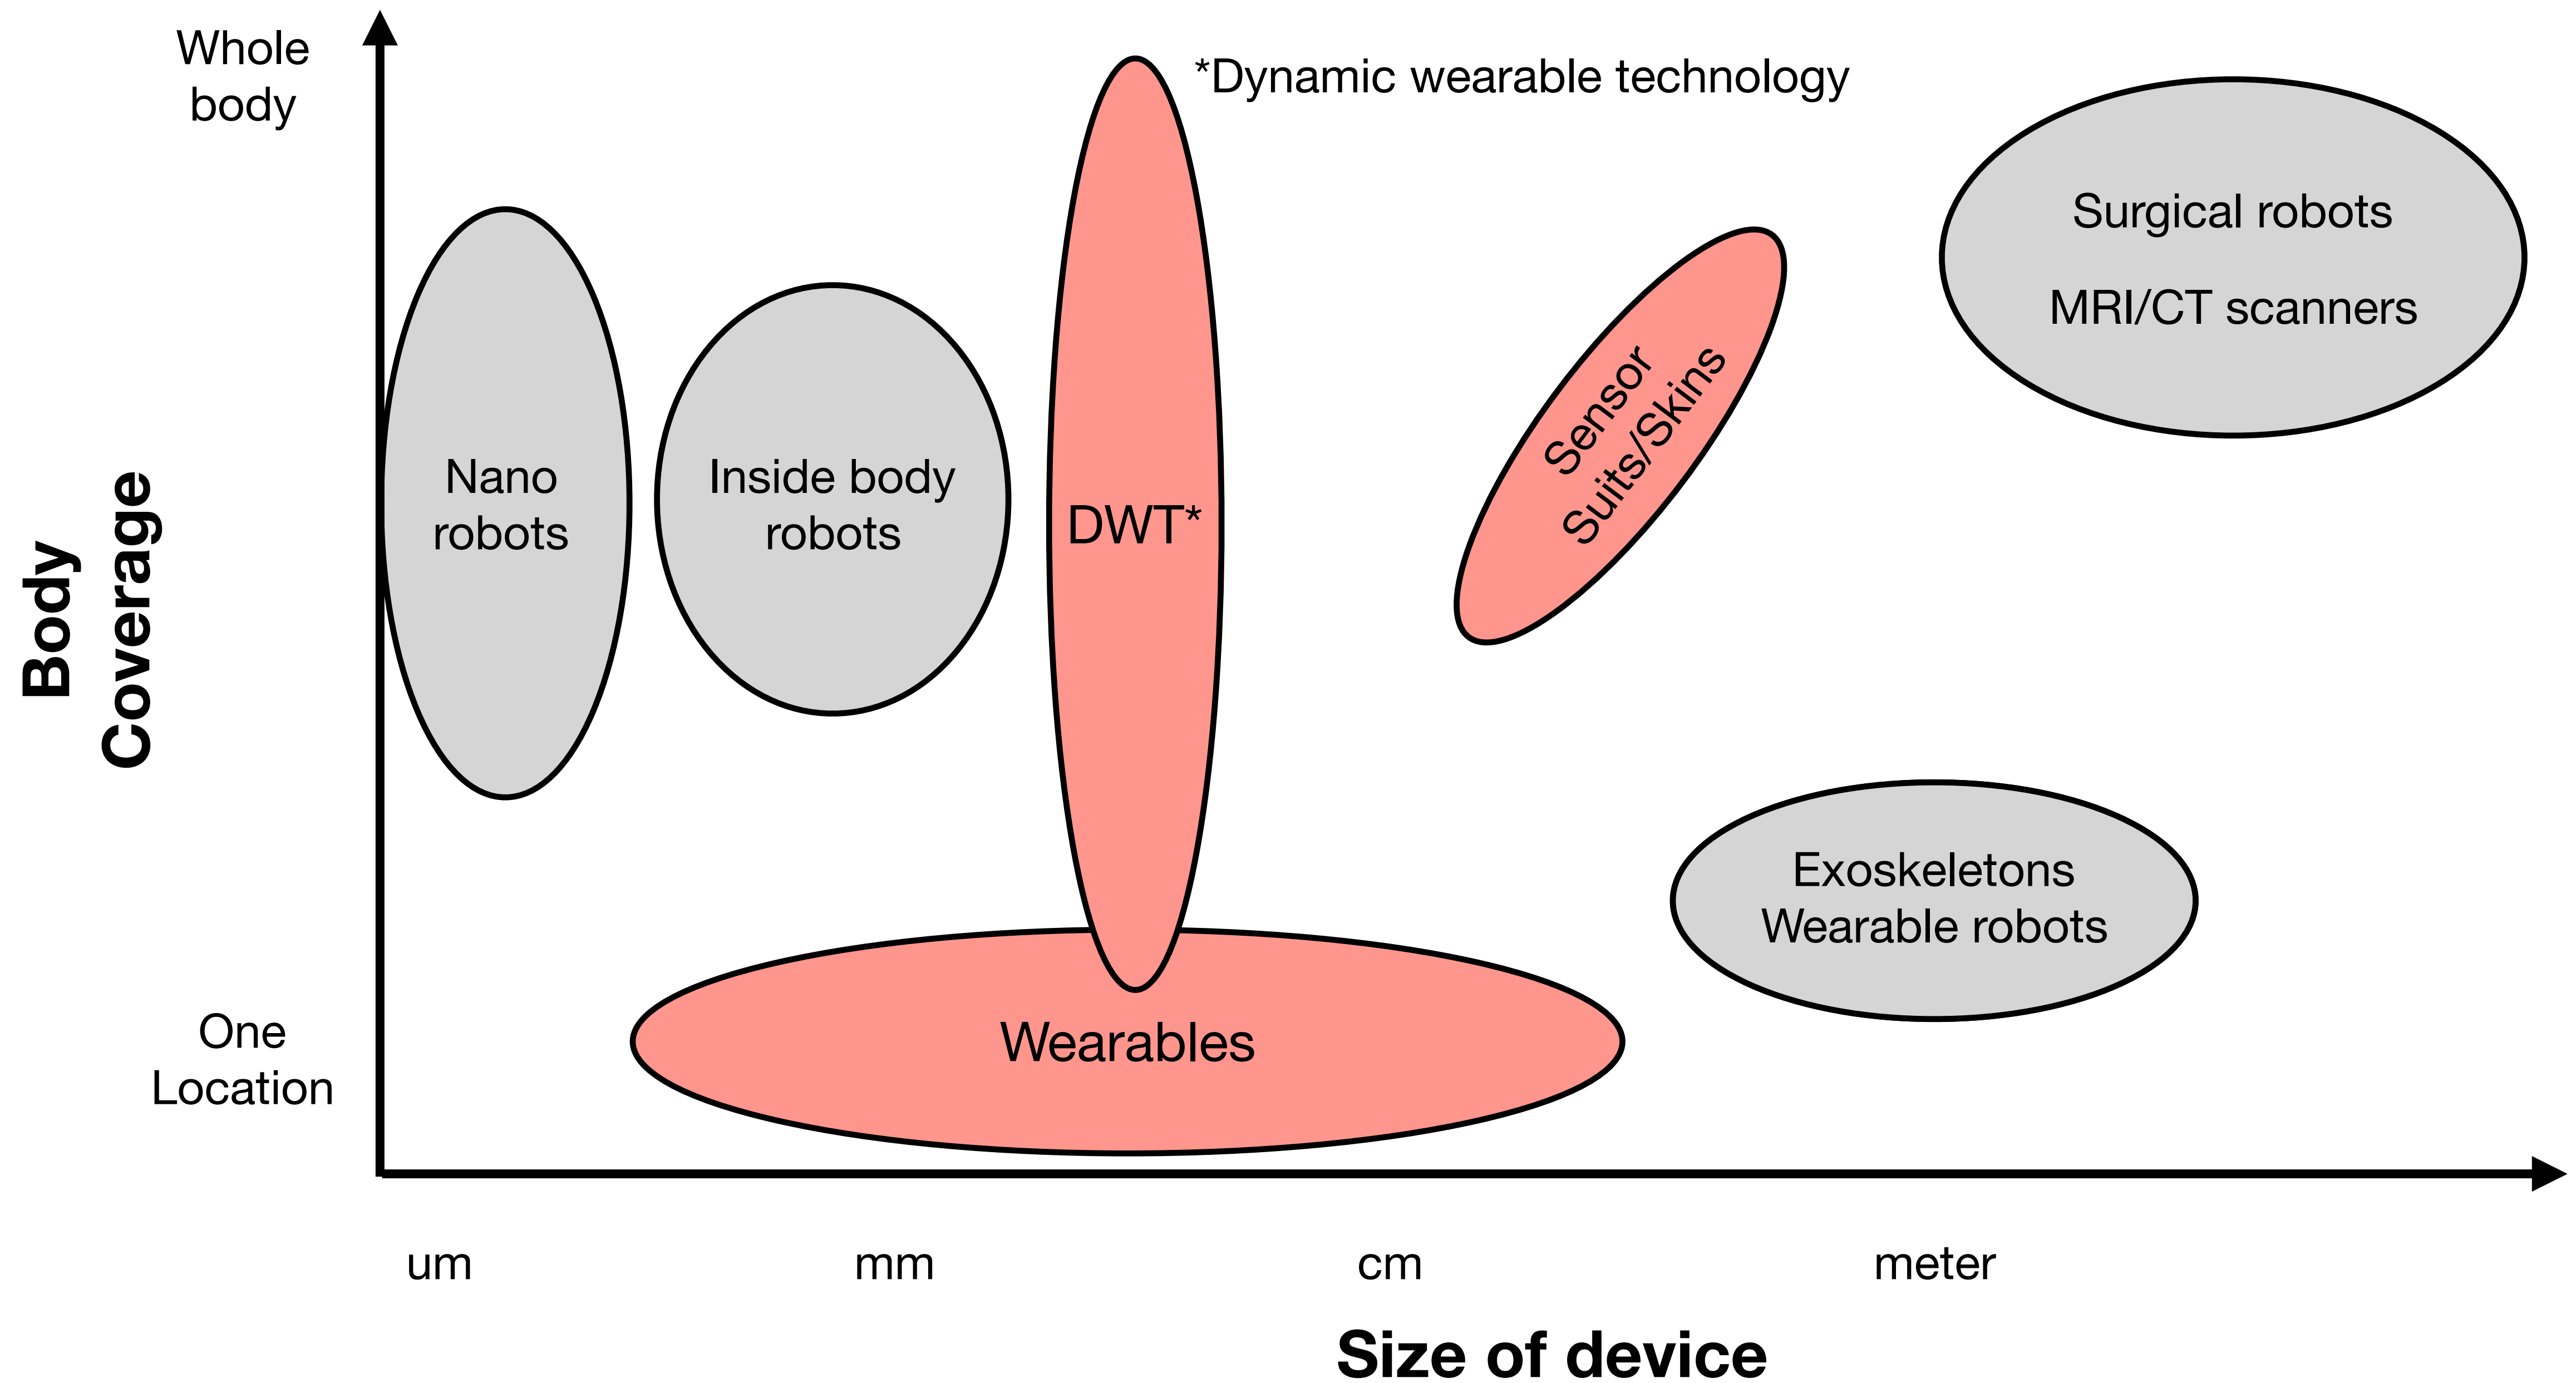 Whole
body
*Dynamic wearable technology
Surgical robots
MRI/CT scanners
Sensor
Suits/Skins
Nano
robots
Inside body
robots
DWT*
Body
Coverage
Exoskeletons
Wearable robots
One
Location
Wearables
um
mm
cm
meter
Size of device